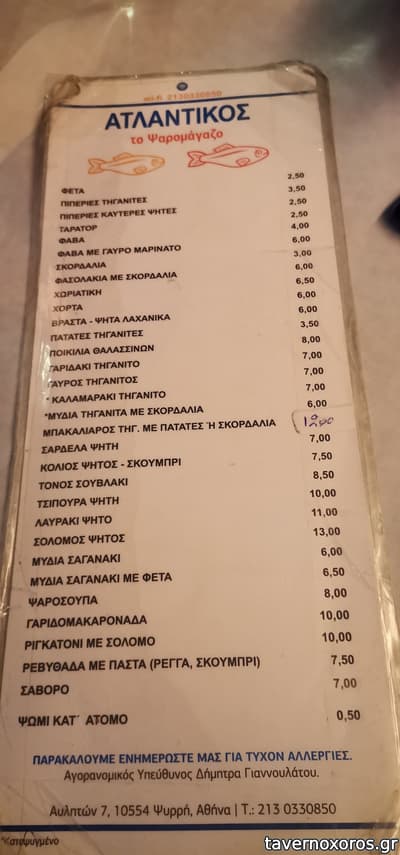 2130330850
ΑΤΛΑΝΤΙΚΟΣ
το Ψαρομάγαζο
ΦΕΤΑ 2,50
ΠΙΠΕΡΙΕΣ ΤΗΓΑΝΙΤΕΣ 3,50
ΠΙΠΕΡΙΕΣ ΚΑΥΤΕΡΕΣ ΨΗΤΕΣ 2,50
ΤΑΡΑΤΟΡ 2,50
ΦΑΒΑ 4,00
ΦΑΒΑ ΜΕ ΓΑΥΡΟ ΜΑΡΙΝΑΤΟ 6,00
ΣΚΟΡΔΑΛΙΑ 3,00
ΦΑΣΟΛΑΚΙΑ ΜΕ ΣΚΟΡΔΑΛΙΑ 6,00
ΧΩΡΙΑΤΙΚΗ 6,50
ΧΟΡΤΑ 6,00
ΒΡΑΣΤΑ - ΨΗΤΑ ΛΑΧΑΝΙΚΑ 6,00
ΠΑΤΑΤΕΣ ΤΗΓΑΝΙΤΕΣ 3,50
ΠΟΙΚΙΛΙΑ ΘΑΛΑΣΣΙΝΩΝ 8,00
ΓΑΡΙΔΑΚΙ ΤΗΓΑΝΙΤΟ 7,00
ΓΑΥΡΟΣ ΤΗΓΑΝΙΤΟΣ 7,00
* ΚΑΛΑΜΑΡΑΚΙ ΤΗΓΑΝΙΤΟ 7,00
*ΜΥΔΙΑ ΤΗΓΑΝΙΤΑ ΜΕ ΣΚΟΡΔΑΛΙΑ 6,00
ΜΠΑΚΑΛΙΑΡΟΣ ΤΗΓ. ΜΕ ΠΑΤΑΤΕΣ Ή ΣΚΟΡΔΑΛΙΑ
ΣΑΡΔΕΛΑ ΨΗΤΗ 7,00
ΚΟΛΙΟΣ ΨΗΤΟΣ - ΣΚΟΥΜΠΡΙ 7,50
ΤΟΝΟΣ ΣΟΥΒΛΑΚΙ 8,50
ΤΣΙΠΟΥΡΑ ΨΗΤΗ 10,00
ΛΑΥΡΑΚΙ ΨΗΤΟ 11,00
ΣΟΛΟΜΟΣ ΨΗΤΟΣ 13,00
ΜΥΔΙΑ ΣΑΓΑΝΑΚΙ 6,00
ΜΥΔΙΑ ΣΑΓΑΝΑΚΙ ΜΕ ΦΕΤΑ 6,50
ΨΑΡΟΣΟΥΠΑ 8,00
ΓΑΡΙΔΟΜΑΚΑΡΟΝΑΔΑ 10,00
ΡΙΓΚΑΤΟΝΙ ΜΕ ΣΟΛΟΜΟ 10,00
ΡΕΒΥΘΑΔΑ ΜΕ ΠΑΣΤΑ (ΡΕΓΓΑ, ΣΚΟΥΜΠΡΙ) 7,50
ΣΑΒΟΡΟ 7,00
ΨΩΜΙ ΚΑΤ΄ ΑΤΟΜΟ 0,50
ΠΑΡΑΚΑΛΟΥΜΕ ΕΝΗΜΕΡΩΣΤΕ ΜΑΣ ΓΙΑ ΤΥΧΟΝ ΑΛΛΕΡΓΙΕΣ.
Αγορανομικός Υπεύθυνος Δήμητρα Γιαννουλάτου.
Αυλητών 7, 10554 Ψυρρή, Αθήνα | Τ.: 213 0330850
*Κατεψυγμένο
tavernoxoros.gr